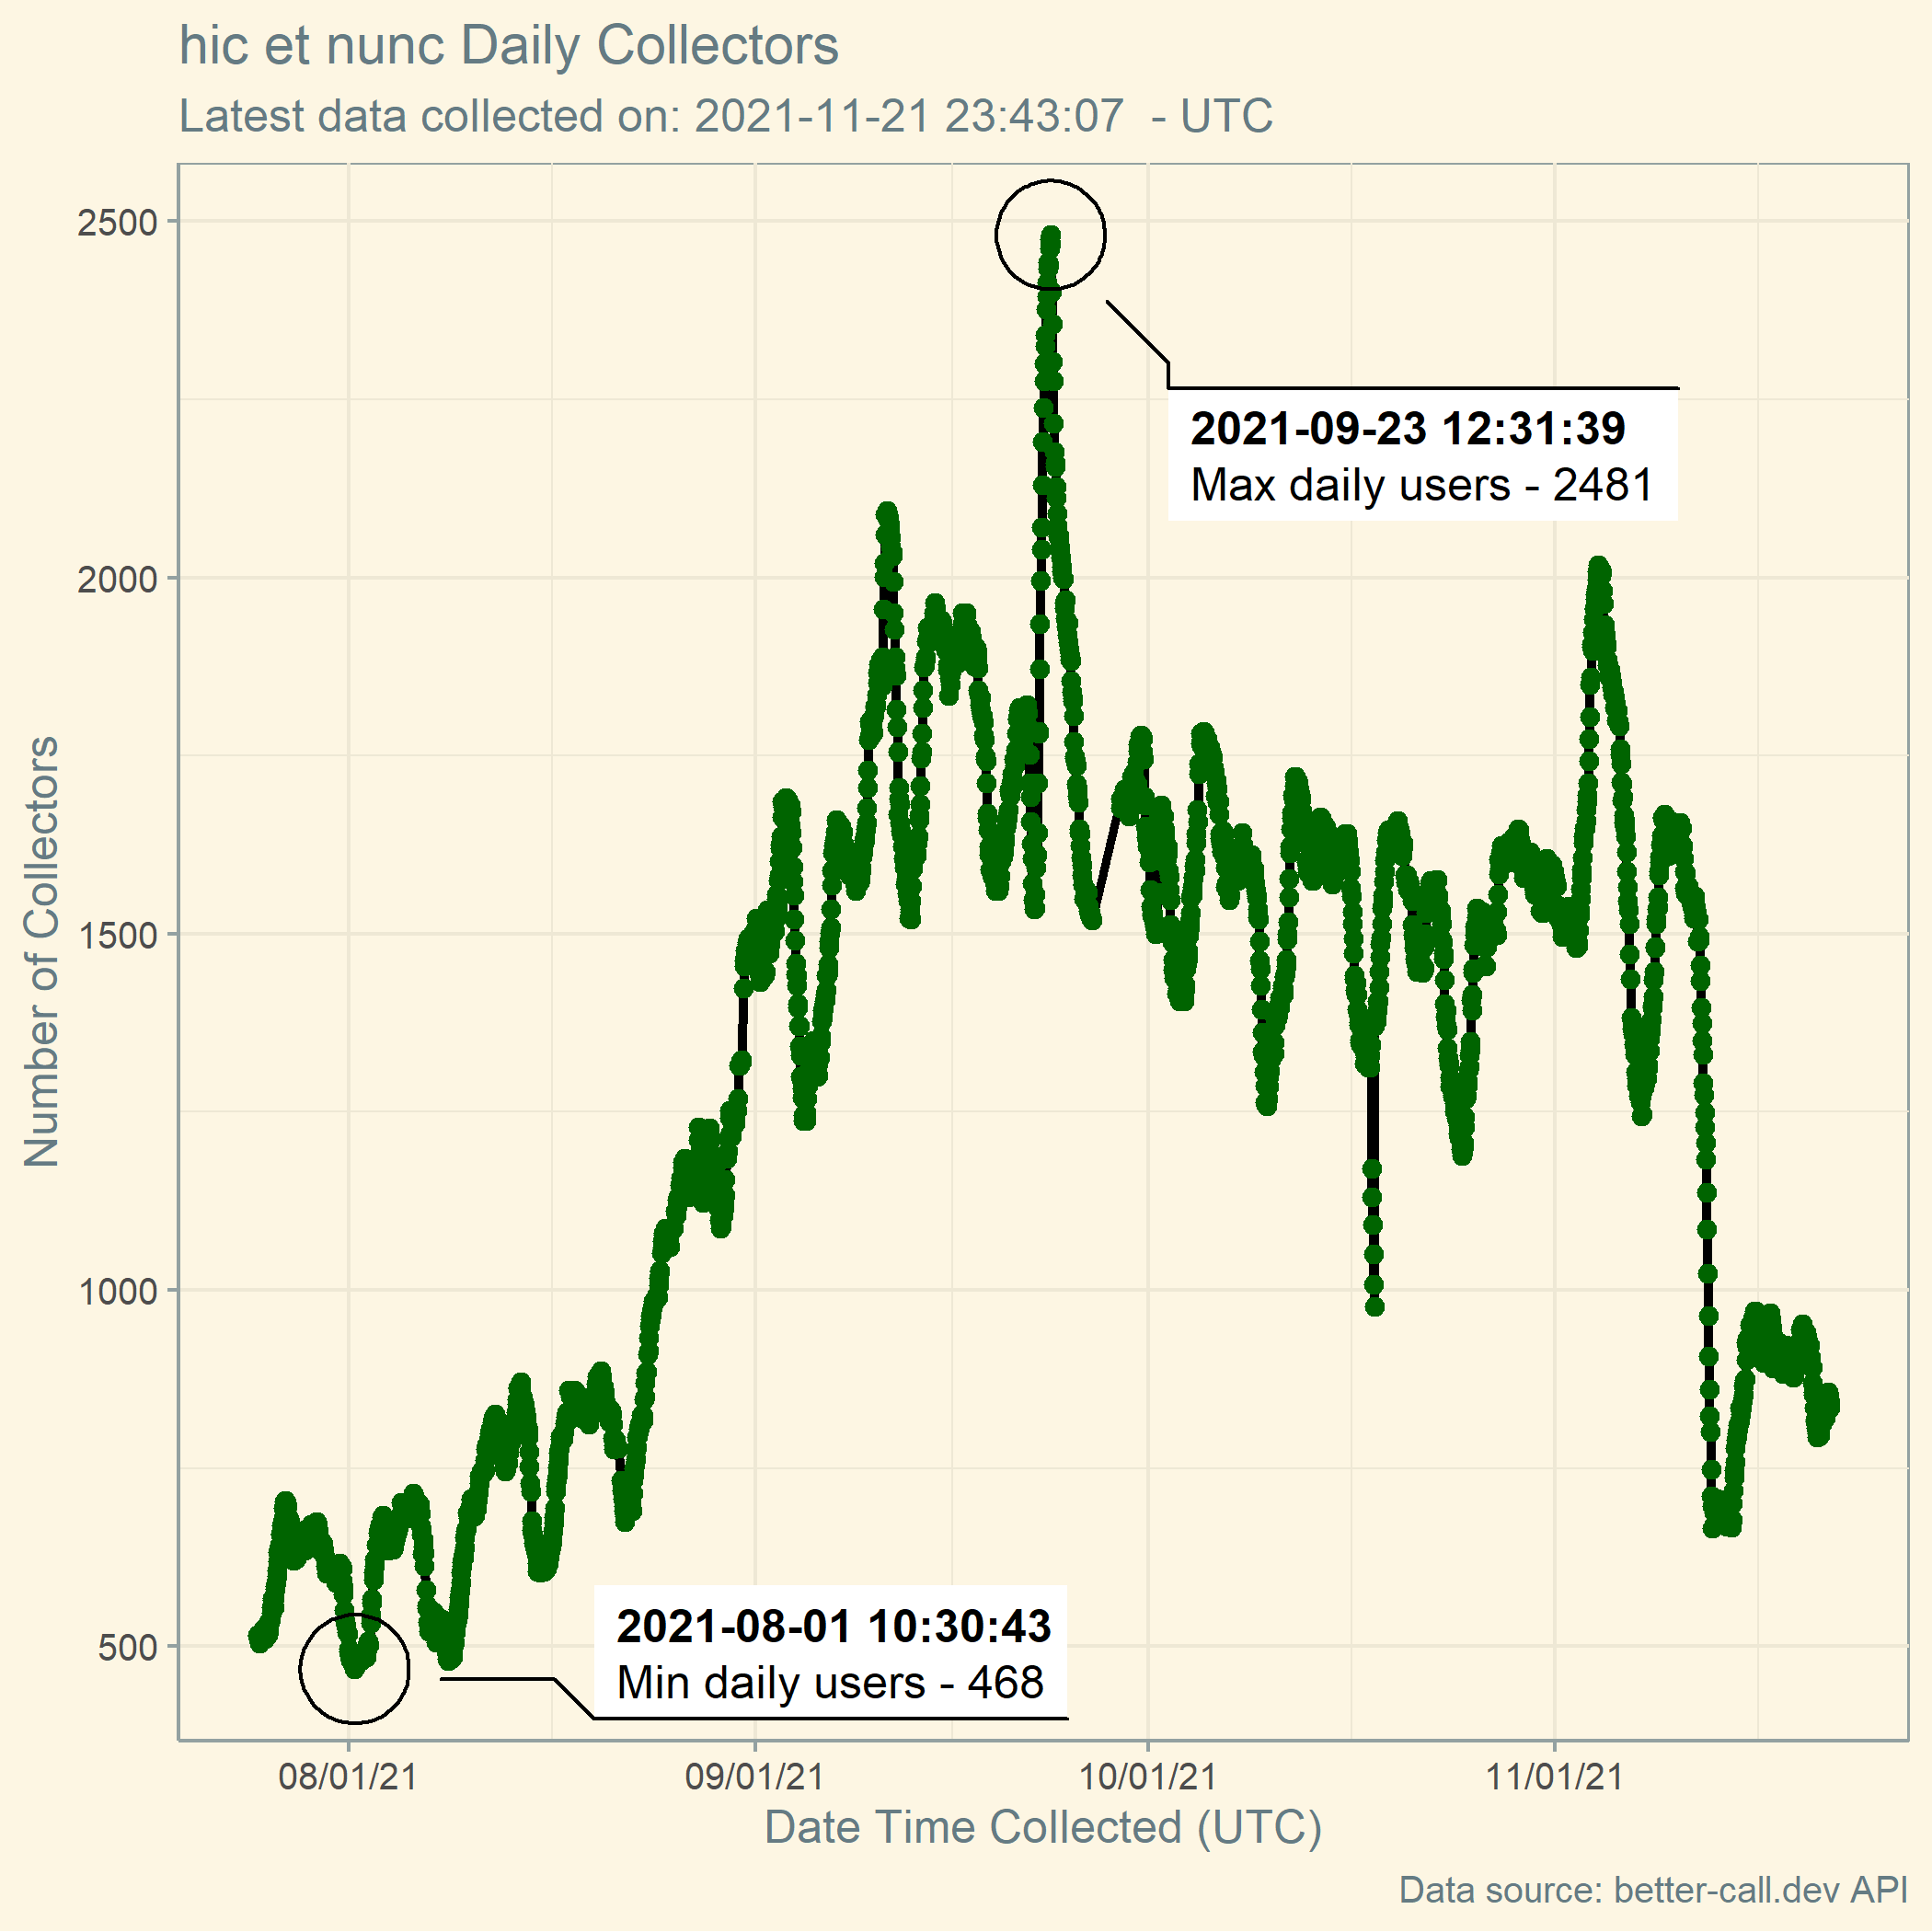 hic et nunc Daily Collectors
Latest data collected on: 2021-11-21 23:43:07  - UTC
Number of Collectors
2500
2000
1500
1000
500
2021-09-23 12:31:39
Max daily users - 2481
2021-08-01 10:30:43
Min daily users - 468
08/01/21
09/01/21
10/01/21
11/01/21
Date Time Collected (UTC)
Data source: better-call.dev API